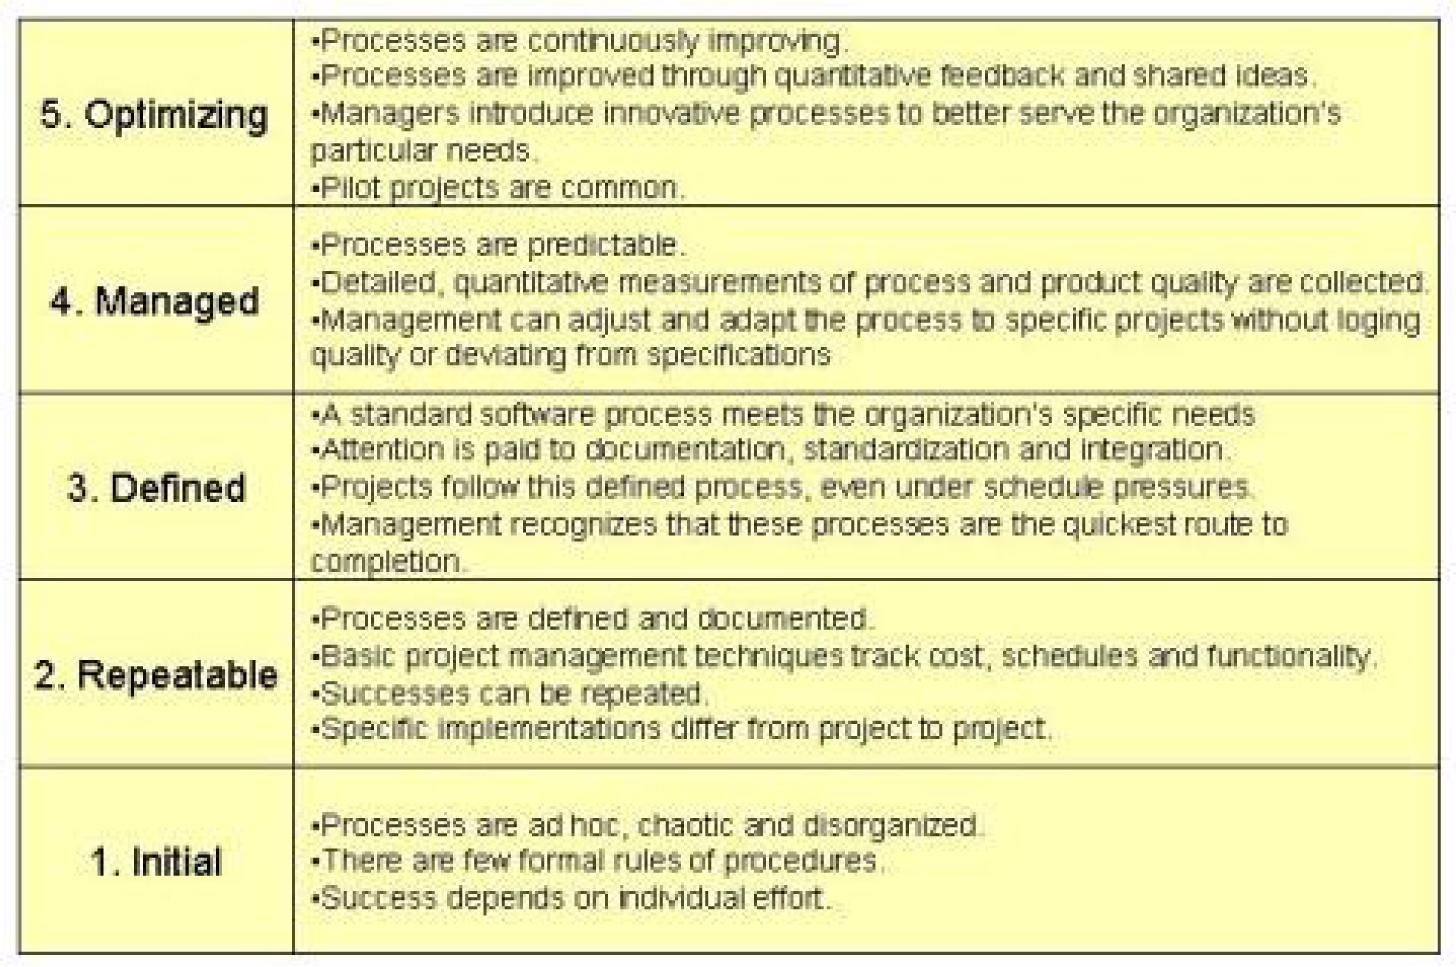 5. Optimizing
•Processes are continuously improving.
•Processes are improved through quantitative feedback and shared ideas.
•Managers introduce innovative processes to better serve the organization's
particular needs.
•Pilot projects are common.
4. Managed
•Processes are predictable.
•Detailed, quantitative measurements of process and product quality are collected.
•Management can adjust and adapt the process to specific projects without loging
quality or deviating from specifications
3. Defined
•A standard software process meets the organization's specific needs
•Attention is paid to documentation, standardization and integration.
•Projects follow this defined process, even under schedule pressures.
•Management recognizes that these processes are the quickest route to
completion.
2. Repeatable
•Processes are defined and documented.
•Basic project management techniques track cost, schedules and functionality.
•Successes can be repeated.
•Specific implementations differ from project to project.
1. Initial
•Processes are ad hoc, chaotic and disorganized.
•There are few formal rules of procedures.
•Success depends on individual effort.